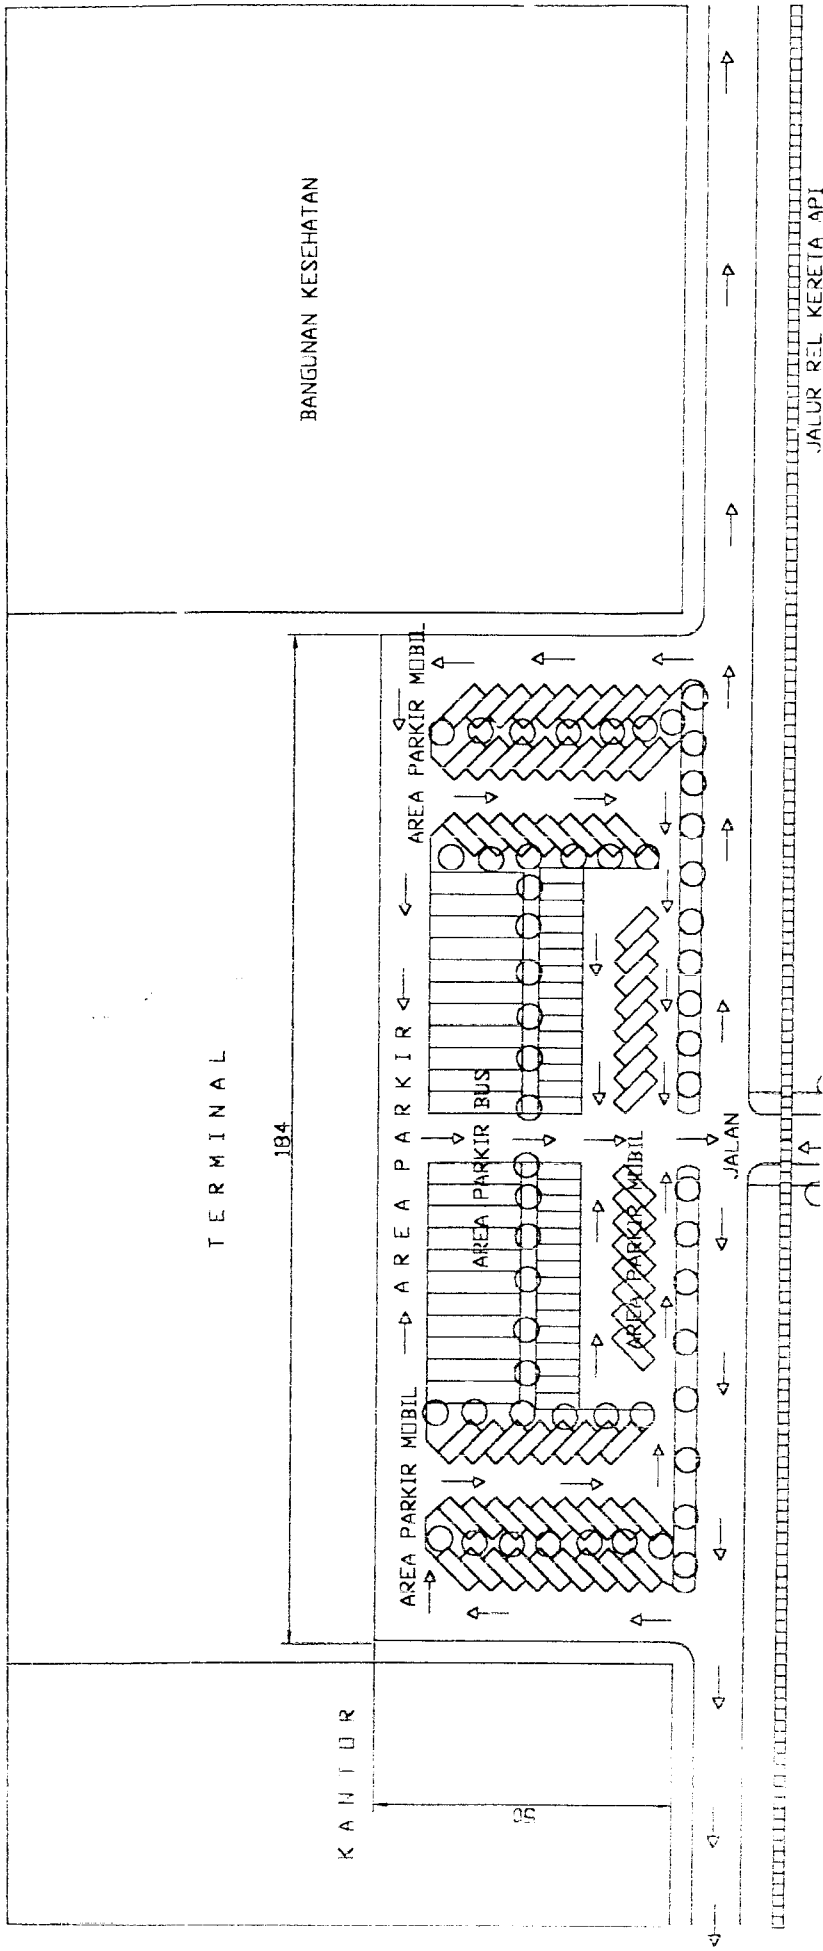 TERMINAL
184
BANGUNAN KESEHATAN
KANTOR
AREA PARKIR MOBIL
AREA PARKIR
AREA PARKIR MOBIL
AREA PARKIR BUS
AREA PARKIR MOBIL
JALAN
JALUR REL KERETA API